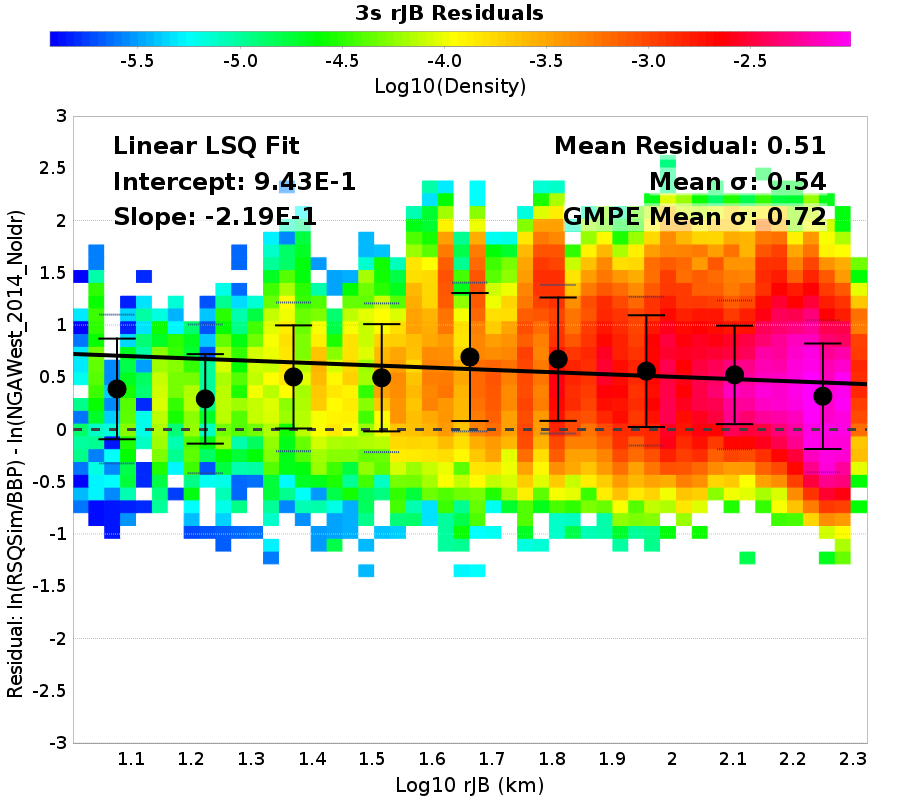 3s rJB Residuals
-5.5 -5.0 -4.5 -4.0 -3.5 -3.0 -2.5
Log10(Density)
Linear LSQ Fit
Intercept: 9.43E-1
Slope: -2.19E-1
Mean Residual: 0.51
Mean σ: 0.54
GMPE Mean σ: 0.72
Residual: ln(RSQSim/BBP) - ln(NGAWest_2014_NoIdr)
3
2.5
2
1.5
1
0.5
0
-0.5
-1
-1.5
-2
-2.5
-3
1.1 1.2 1.3 1.4 1.5 1.6 1.7 1.8 1.9 2 2.1 2.2 2.3
Log10 rJB (km)